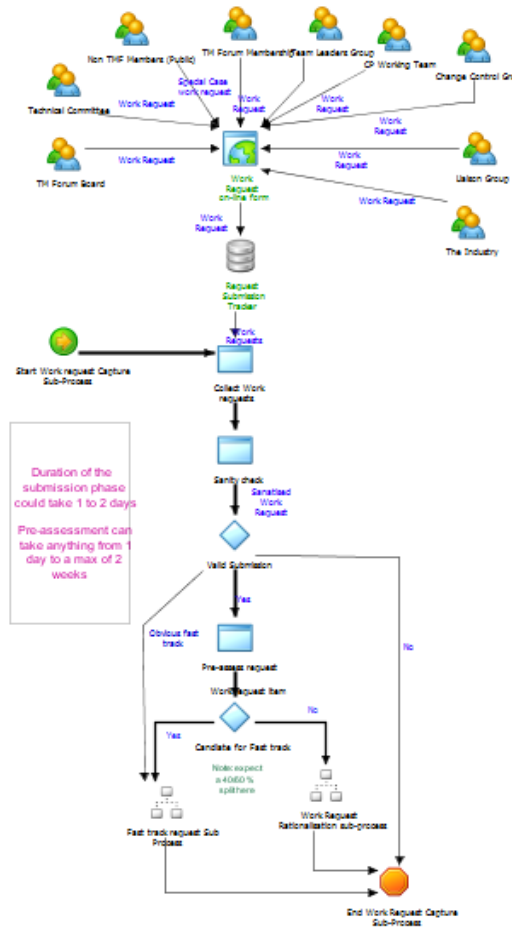 Non TMF Members (Public)
TM Forum Membership
Team Leaders Group
CP Working Team
Change Control Gr
Technical Committee
Special Case
work request
Work Request
Work
Request
Work
Request
Work
Request
Work
Request
TM Forum Board
Work Request
Work
Request
Liaison Group
Work Request
The Industry
Work
Request
on-line form
Work
Request
Request
Submission
Tracker
Work
Requests
Start Work request Capture
Sub-Process
Collect Work
requests
Sanity check
Sanatised
Work
Request
Duration of the
submission phase
could take 1 to 2 days
Pre-assessment can
take anything from 1
day to a max of 2
weeks
Valid Submission
Yes
Obvious fast
track
No
Pre-assess request
Work Request Item
Yes
No
Candiate for Fast track
Note: expect
a 40/60 %
split here
Fast track request Sub
Process
Work Request
Rationalisation sub-process
End Work Request Capture
Sub-Process